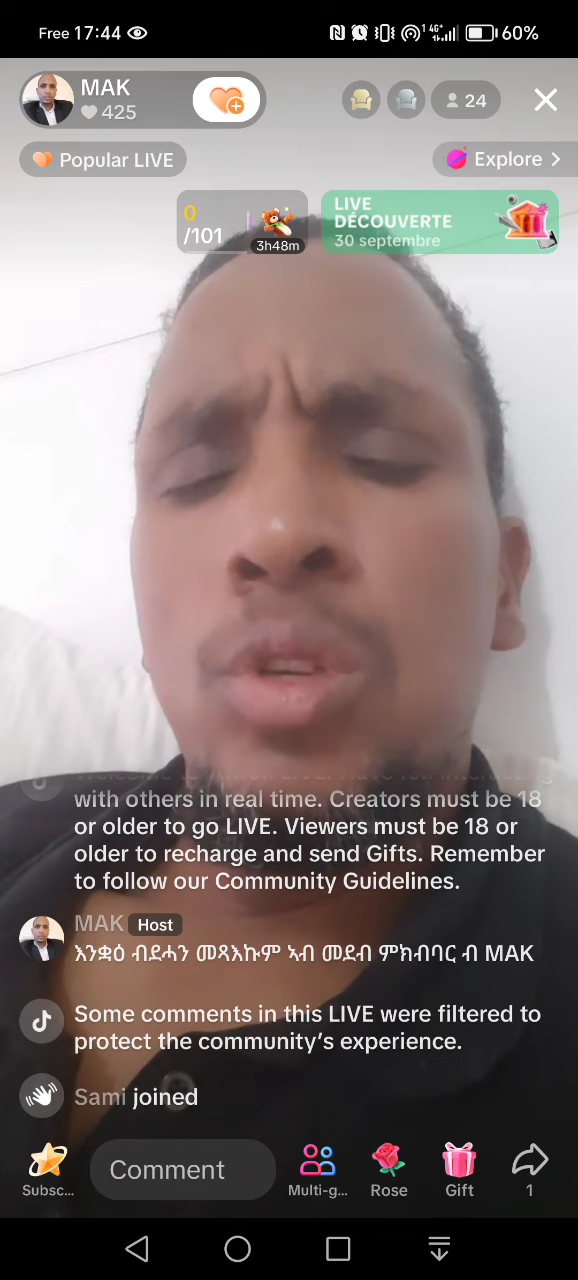 Free 17:44
60%
MAK
425
24
Popular LIVE
Explore
0
/101
3h48m
LIVE
DÉCOUVERTE
30 septembre
with others in real time. Creators must be 18
or older to go LIVE. Viewers must be 18 or
older to recharge and send Gifts. Remember
to follow our Community Guidelines.
MAK Host
እንቋዕ ብደሓን መጻእኩም ኣብ መደብ ምክብባር ብ MAK
Some comments in this LIVE were filtered to
protect the community's experience.
Sami joined
Subsc...
Comment
Multi-g...
Rose
Gift
1